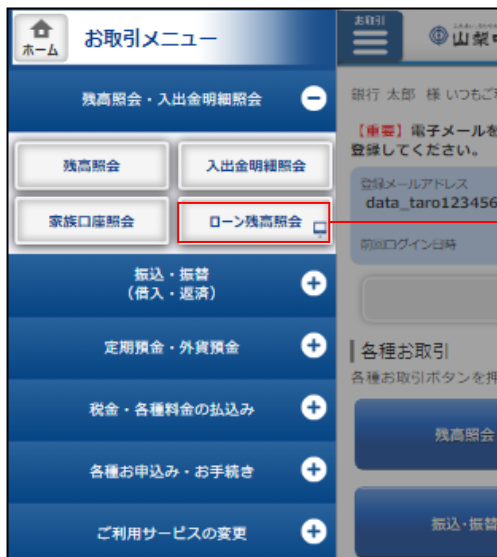 ホーム
お取引メニュー
残高照会・入出金明細照会
残高照会
入出金明細照会
家族口座照会
ローン残高照会
振込・振替
(借入・返済)
定期預金・外貨預金
税金・各種料金の払込み
各種お申込み・お手続き
ご利用サービスの変更
お取引
山梨
銀行 太郎 様 いつもご
【重要】電子メールを
登録してください。
登録メールアドレス
data_taro123456
前回ログイン日時
各種お取引
各種お取引ボタンを押
残高照会
振込・振替